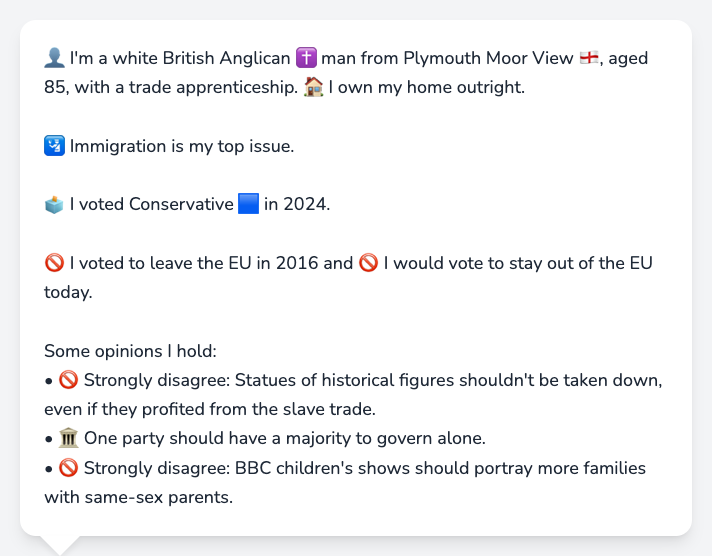 👤 I'm a white British Anglican ✝️ man from Plymouth Moor View 🏴󠁧󠁢󠁥󠁮󠁧󠁿, aged
85, with a trade apprenticeship. 🏠 I own my home outright.
🛂 Immigration is my top issue.
🗳️ I voted Conservative 🟦 in 2024.
🚫 I voted to leave the EU in 2016 and 🚫 I would vote to stay out of the EU
today.
Some opinions I hold:
• 🚫 Strongly disagree: Statues of historical figures shouldn't be taken down,
even if they profited from the slave trade.
• 🏛️ One party should have a majority to govern alone.
• 🚫 Strongly disagree: BBC children's shows should portray more families
with same-sex parents.